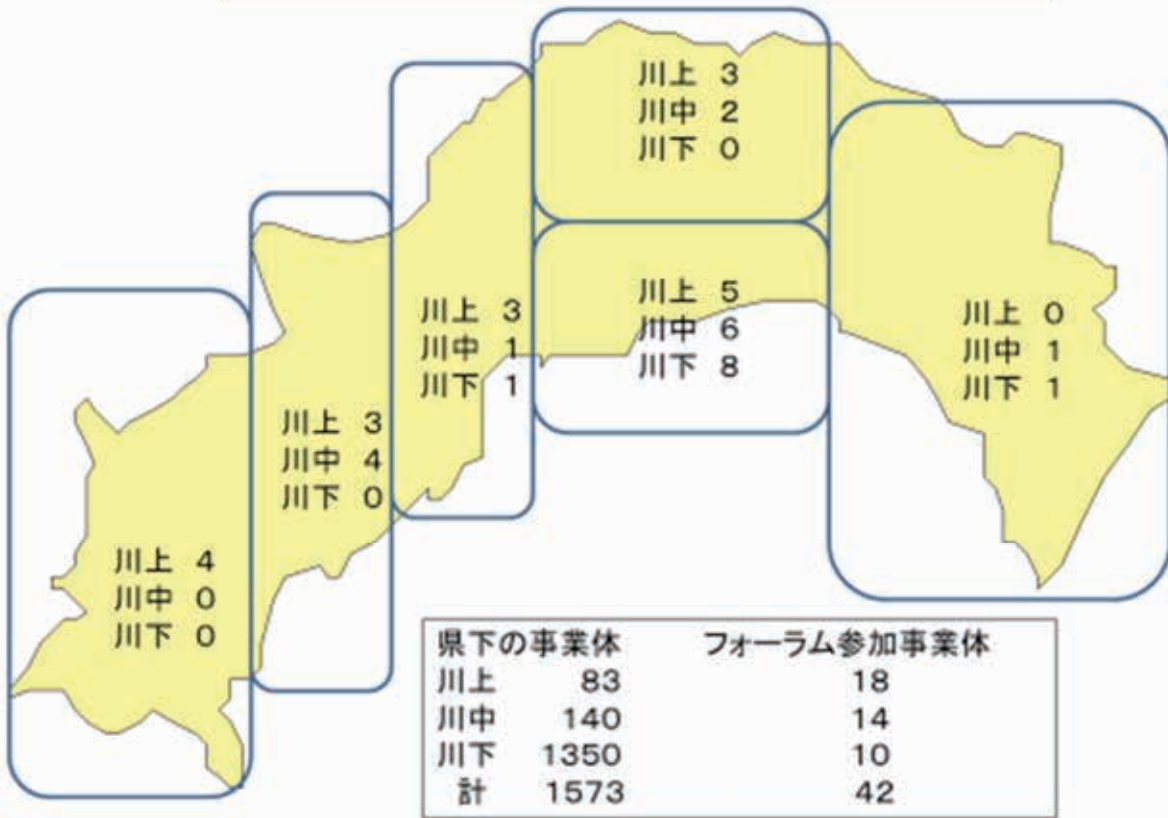 川上 3
川中 2
川下 0
川上 5
川中 6
川下 8
川上 0
川中 1
川下 1
川上 3
川中 1
川下 1
川上 3
川中 4
川下 0
川上 4
川中 0
川下 0
県下の事業体 フォーラム参加事業体
川上 83 18
川中 140 14
川下 1350 10
計 1573 42